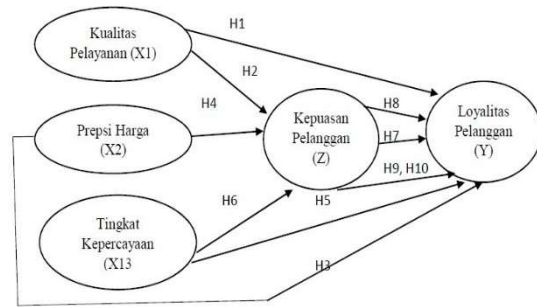 Kualitas
Pelayanan (X1)
H1
H2
H4
Prepsi Harga
(X2)
Kepuasan
Pelanggan
(Z)
H8
H7
Loyalitas
Pelanggan
(Y)
H9, H10
H6
H5
Tingkat
Kepercayaan
(X13
H3